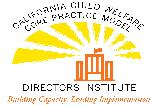 CALIFORNIA CHILD WELFARE
CORE PRACTICE MODEL
DIRECTORS INSTITUTE
Building Capacity, Leading Implementation